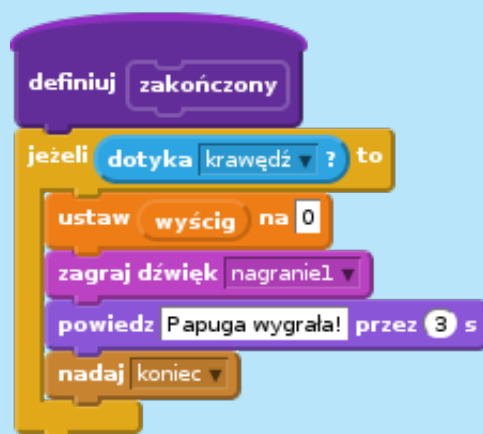 definiuj zakończony
jeżeli dotyka krawędź ? to
ustaw wyścig na 0
zagraj dźwięk nagranie1
powiedz Papuga wygrała! przez 3 s
nadaj koniec